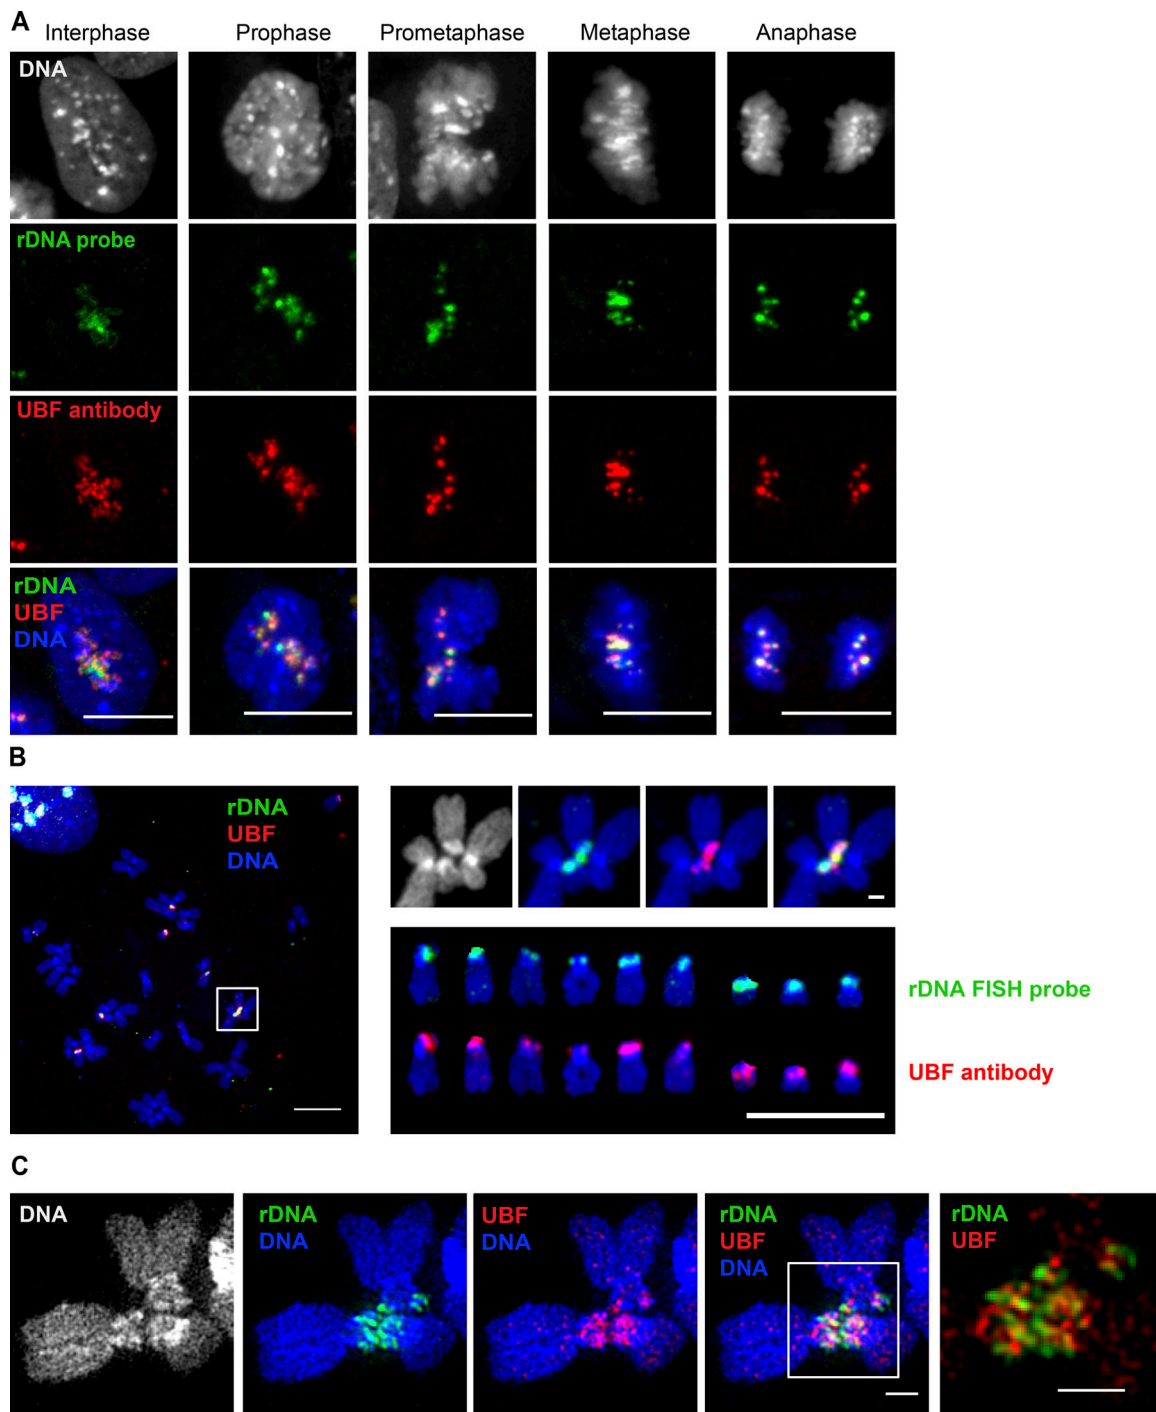 A
Interphase
Prophase
Prometaphase
Metaphase
Anaphase
DNA
rDNA probe
UBF antibody
rDNA
UBF
DNA
B
rDNA
UBF
DNA
rDNA FISH probe
UBF antibody
C
DNA
rDNA
DNA
UBF
DNA
rDNA
UBF
DNA
rDNA
UBF